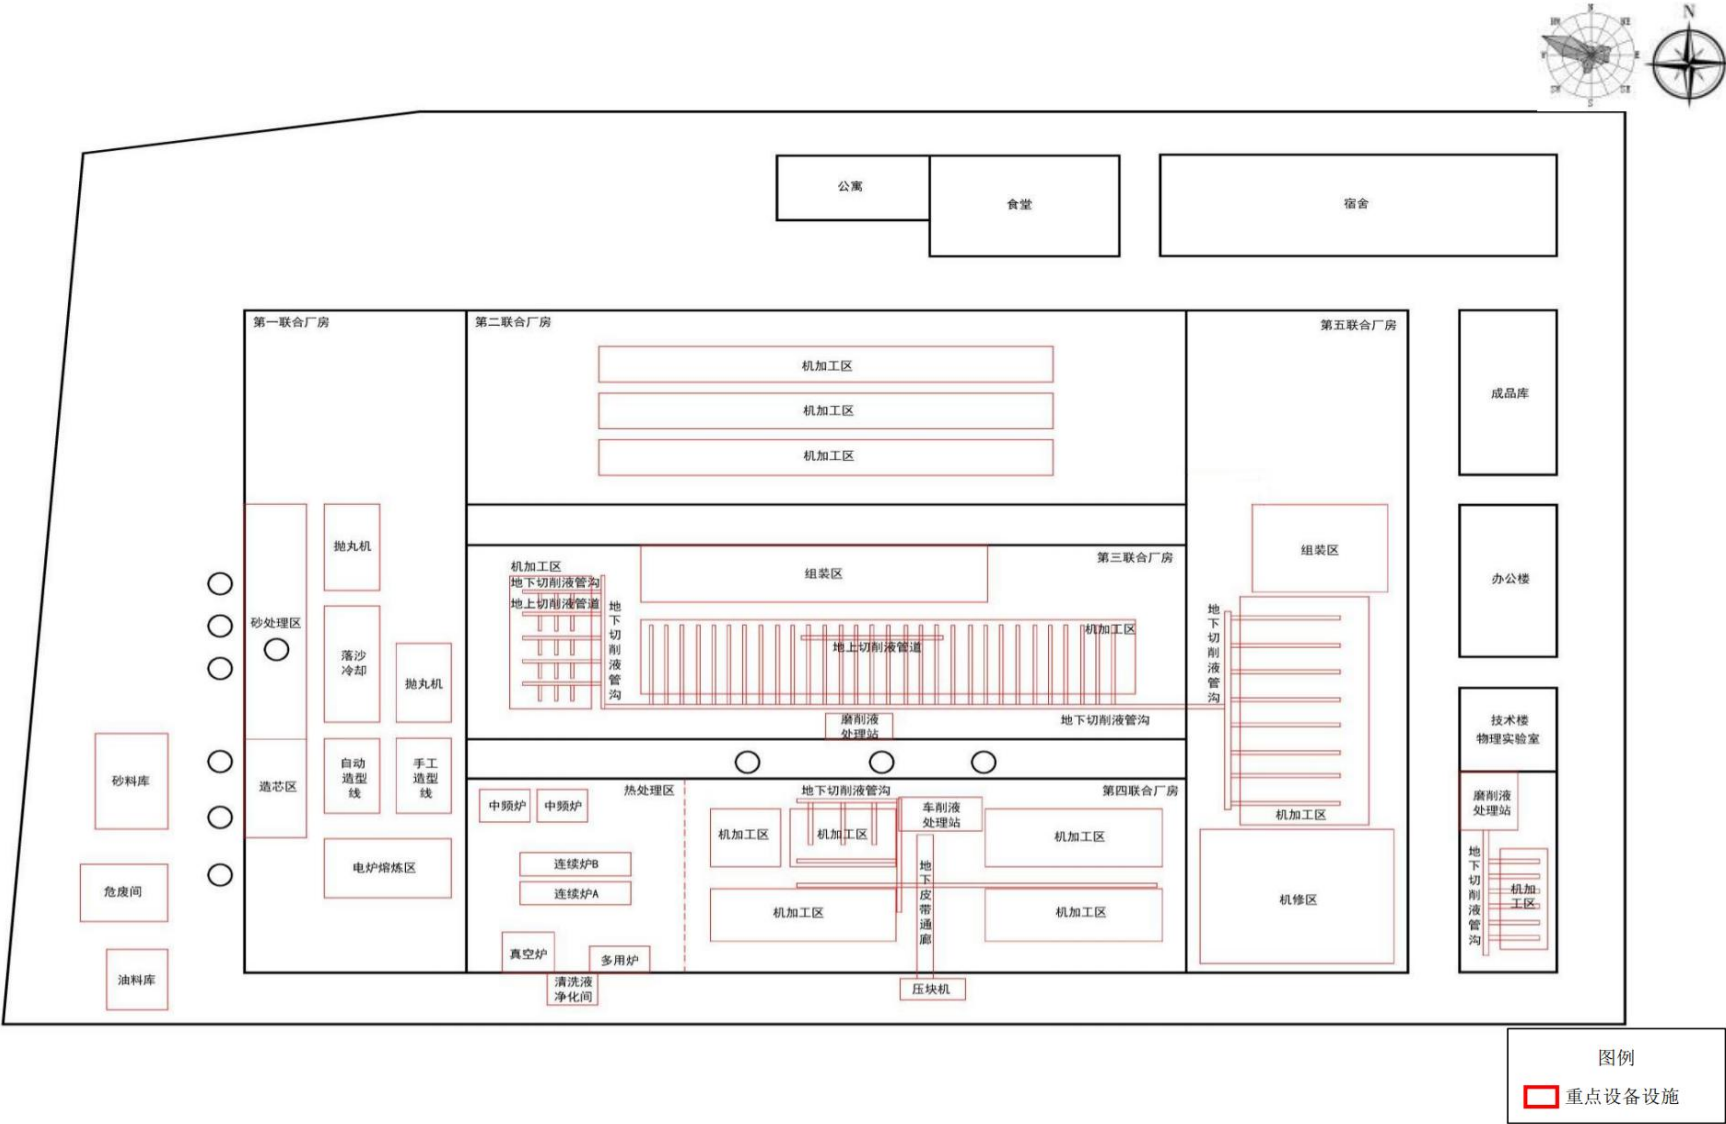 N
N
NE
E
SE
S
SW
W
公寓
食堂
宿舍
第一联合厂房
第二联合厂房
第五联合厂房
机加工区
机加工区
机加工区
成品库
抛丸机
砂处理区
落沙
冷却
抛丸机
机加工区
地下切削液管沟
地上切削液管道
地下切削液管沟
组装区
第三联合厂房
机加工区
地上切削液管道
地下切削液管沟
磨削液
处理站
地下切削液管沟
组装区
机加工区
办公楼
技术楼
物理实验室
砂料库
造芯区
自动
造型
线
手工
造型
线
电炉熔炼区
危废间
油料库
中频炉
中频炉
热处理区
连续炉B
连续炉A
真空炉
多用炉
清洗液
净化间
地下切削液管沟
第四联合厂房
机加工区
机加工区
车削液
处理站
机加工区
机加工区
地下皮带通廊
机加工区
压块机
机修区
磨削液
处理站
地下切削液管沟
机加
工区
图例
重点设备设施